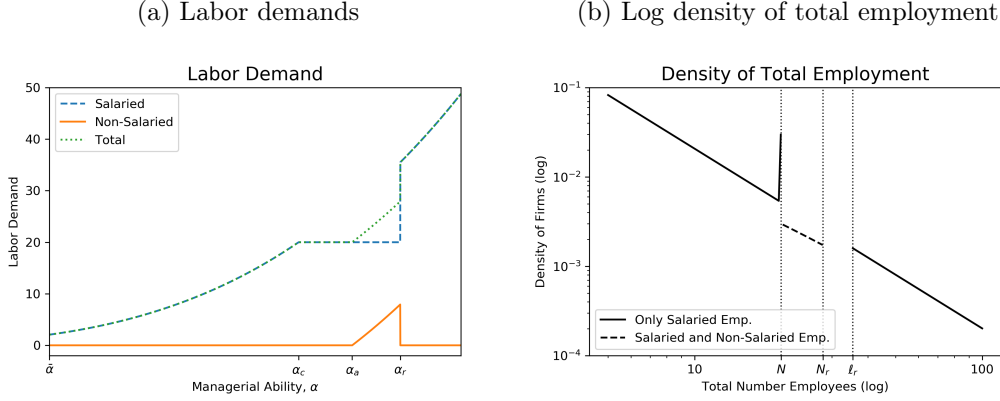 (a) Labor demands
Labor Demand
50
40
30
20
10
0
Labor Demand
Salaried
Non-Salaried
Total
ᾱ
α_c
α_a
α_r
Managerial Ability, α
(b) Log density of total employment
Density of Total Employment
10⁻¹
10⁻²
10⁻³
10⁻⁴
Density of Firms (log)
Only Salaried Emp.
Salaried and Non-Salaried Emp.
10
N
N_r
ℓ_r
100
Total Number Employees (log)